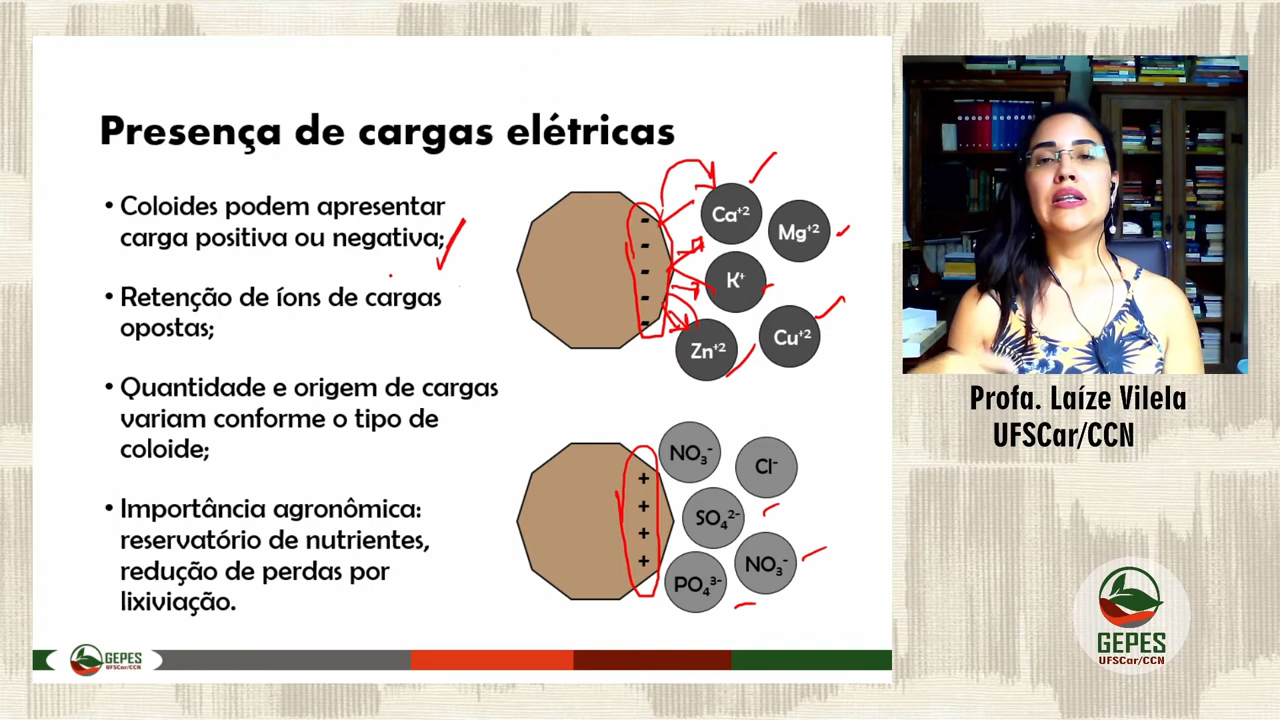 Presença de cargas elétricas
• Coloides podem apresentar
carga positiva ou negativa;
• Retenção de íons de cargas
opostas;
• Quantidade e origem de cargas
variam conforme o tipo de
coloide;
• Importância agronômica:
reservatório de nutrientes,
redução de perdas por
lixiviação.
-
-
-
-
-
Ca⁺²
Mg⁺²
K⁺
Cu⁺²
Zn⁺²
+
+
+
+
NO₃⁻
Cl⁻
SO₄²⁻
NO₃⁻
PO₄³⁻
GEPES
UFSCar/CCN
Profa. Laíze Vilela
UFSCar/CCN
GEPES
UFSCar/CCN